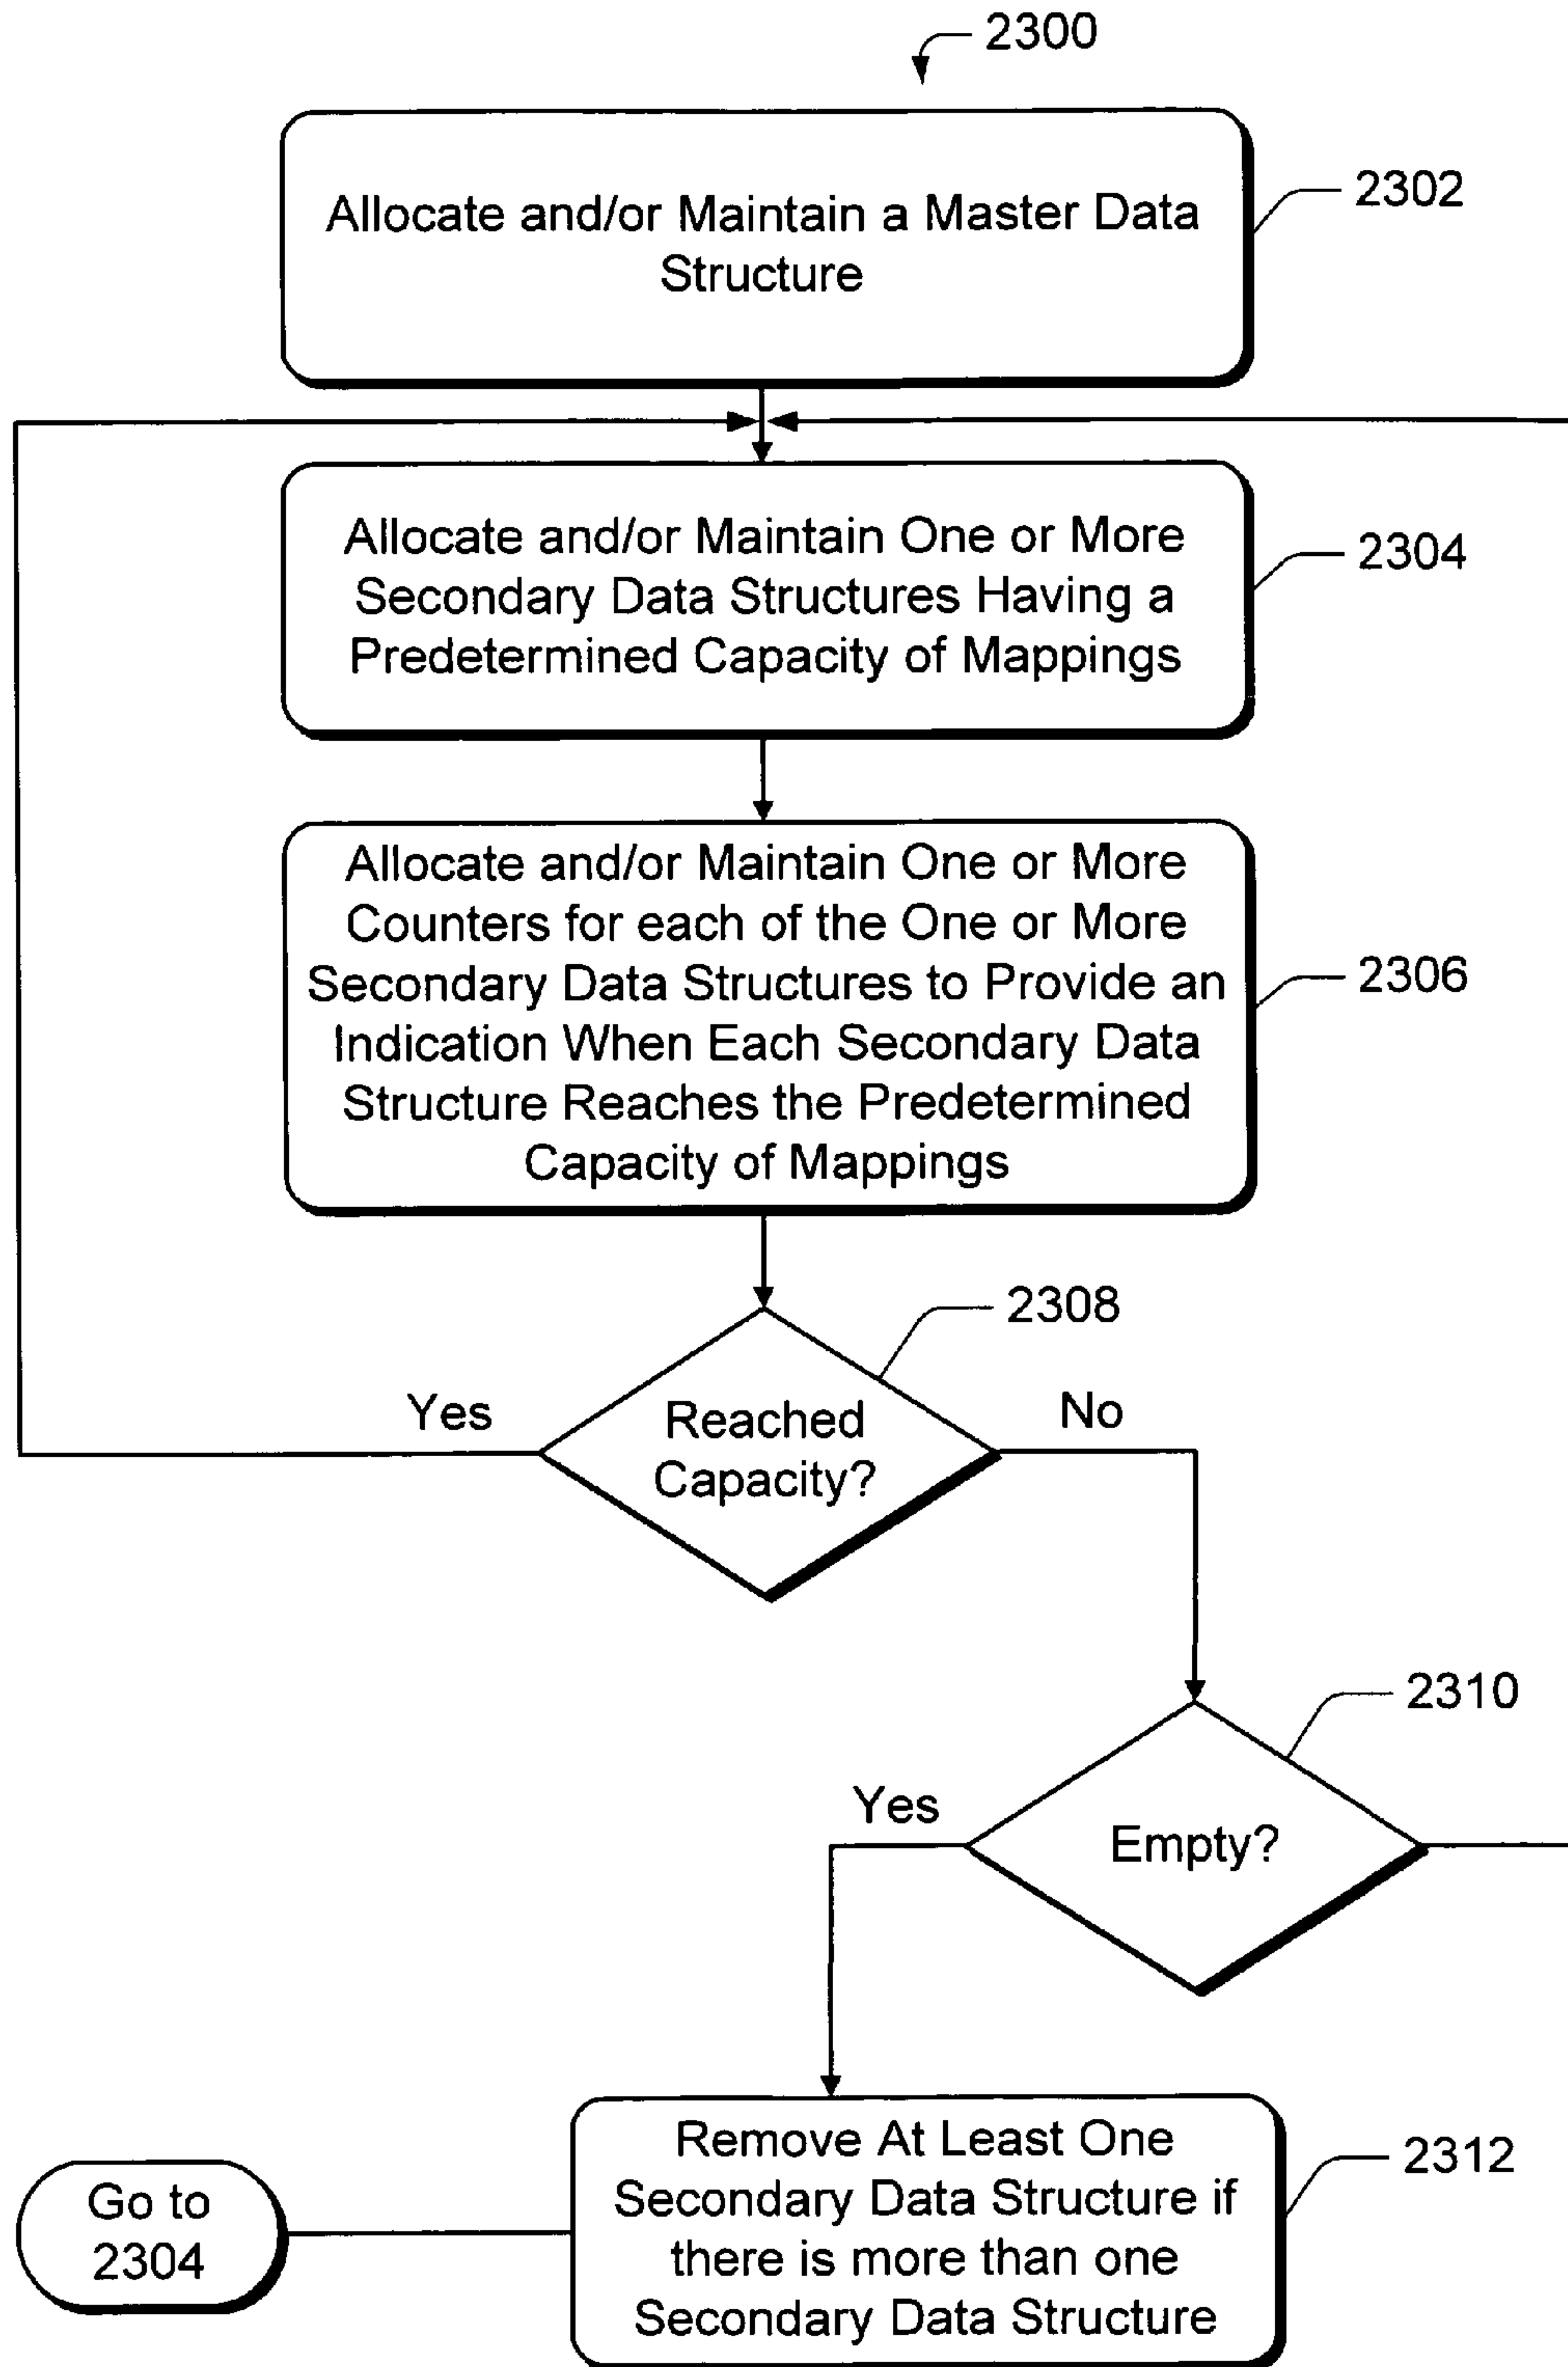 2300
Allocate and/or Maintain a Master Data
Structure
2302
Allocate and/or Maintain One or More
Secondary Data Structures Having a
Predetermined Capacity of Mappings
2304
Allocate and/or Maintain One or More
Counters for each of the One or More
Secondary Data Structures to Provide an
Indication When Each Secondary Data
Structure Reaches the Predetermined
Capacity of Mappings
2306
2308
Yes
Reached
Capacity?
No
2310
Yes
Empty?
Remove At Least One
Secondary Data Structure if
there is more than one
Secondary Data Structure
2312
Go to
2304